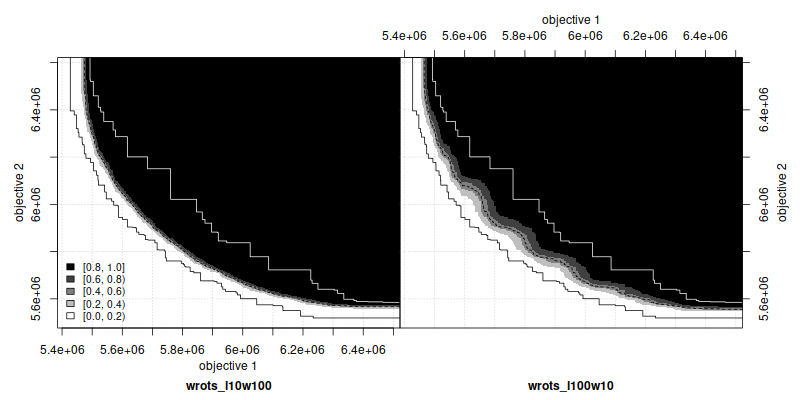 objective 1
5.4e+06 5.6e+06 5.8e+06 6e+06 6.2e+06 6.4e+06
objective 2
6.4e+06
6e+06
5.6e+06
[0.8, 1.0]
[0.6, 0.8)
[0.4, 0.6)
[0.2, 0.4)
[0.0, 0.2)
6.4e+06
6e+06
5.6e+06
objective 2
5.4e+06 5.6e+06 5.8e+06 6e+06 6.2e+06 6.4e+06
objective 1
wrots_l10w100 wrots_l100w10